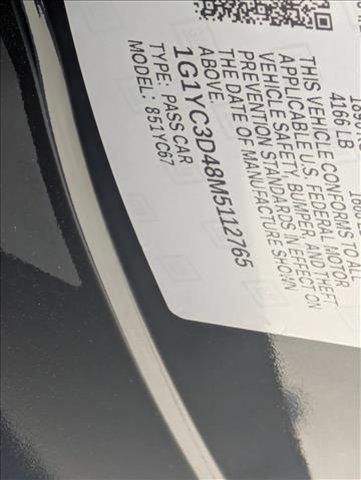 4166 LB
THIS VEHICLE CONFORMS TO
APPLICABLE U.S. FEDERAL MOTOR
VEHICLE SAFETY, BUMPER, AND THEFT
PREVENTION STANDARDS IN EFFECT ON
THE DATE OF MANUFACTURE SHOWN
ABOVE.
1G1YC3D48M5112765
TYPE: PASS CAR
MODEL: 851YC67